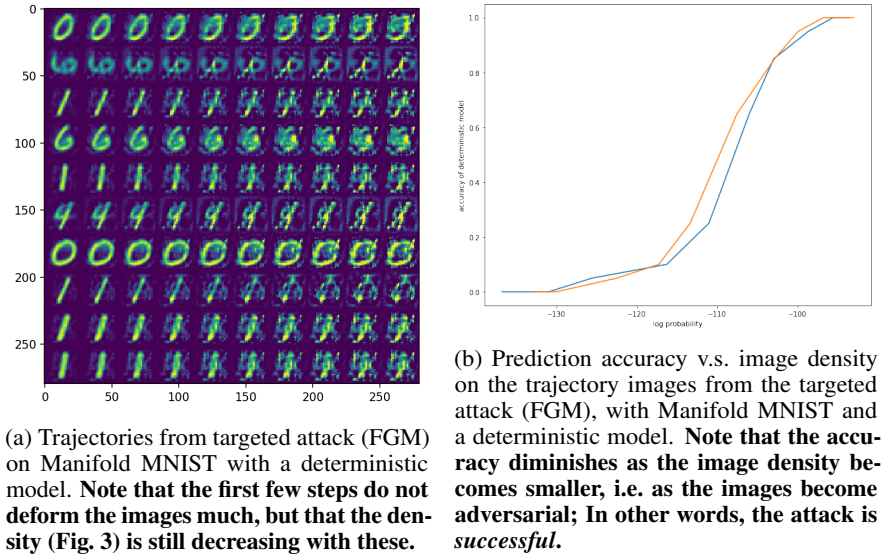 0
50
100
150
200
250
0 50 100 150 200 250
1.0
0.8
0.6
0.4
0.2
0.0
accuracy of deterministic model
−130 −120 −110 −100
log probability
(a) Trajectories from targeted attack (FGM)
on Manifold MNIST with a deterministic
model. Note that the first few steps do not
deform the images much, but that the den-
sity (Fig. 3) is still decreasing with these.
(b) Prediction accuracy v.s. image density
on the trajectory images from the targeted
attack (FGM), with Manifold MNIST and
a deterministic model. Note that the accu-
racy diminishes as the image density be-
comes smaller, i.e. as the images become
adversarial; In other words, the attack is
successful.